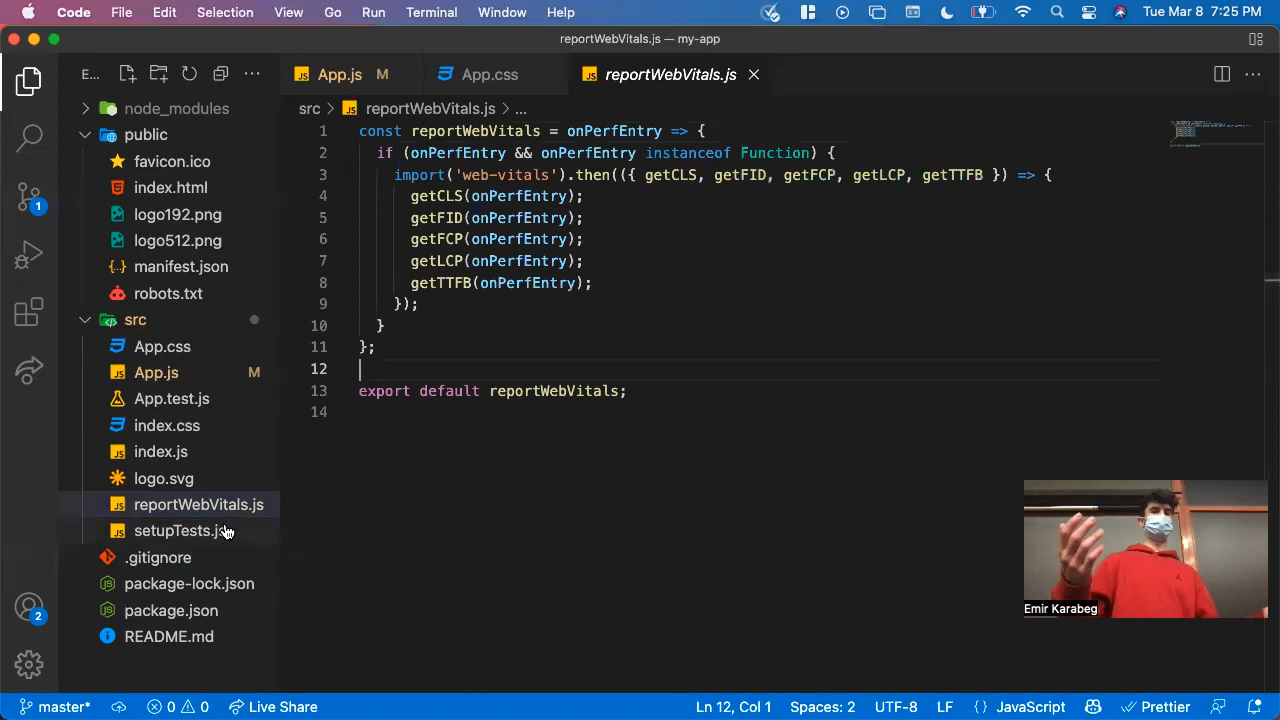 Code File Edit Selection View Go Run Terminal Window Help Tue Mar 8 7:25 PM
reportWebVitals.js — my-app
E... App.js M App.css reportWebVitals.js
src > reportWebVitals.js > ...
node_modules
public
favicon.ico
index.html
logo192.png
logo512.png
manifest.json
robots.txt
src
App.css
App.js M
App.test.js
index.css
index.js
logo.svg
reportWebVitals.js
setupTests.js
.gitignore
package-lock.json
package.json
README.md
1 const reportWebVitals = onPerfEntry => {
2 if (onPerfEntry && onPerfEntry instanceof Function) {
3 import('web-vitals').then(({ getCLS, getFID, getFCP, getLCP, getTTFB }) => {
4 getCLS(onPerfEntry);
5 getFID(onPerfEntry);
6 getFCP(onPerfEntry);
7 getLCP(onPerfEntry);
8 getTTFB(onPerfEntry);
9 });
10 }
11 };
12
13 export default reportWebVitals;
14
1
2
Emir Karabeg
master* 0 0 Live Share Ln 12, Col 1 Spaces: 2 UTF-8 LF {} JavaScript Prettier